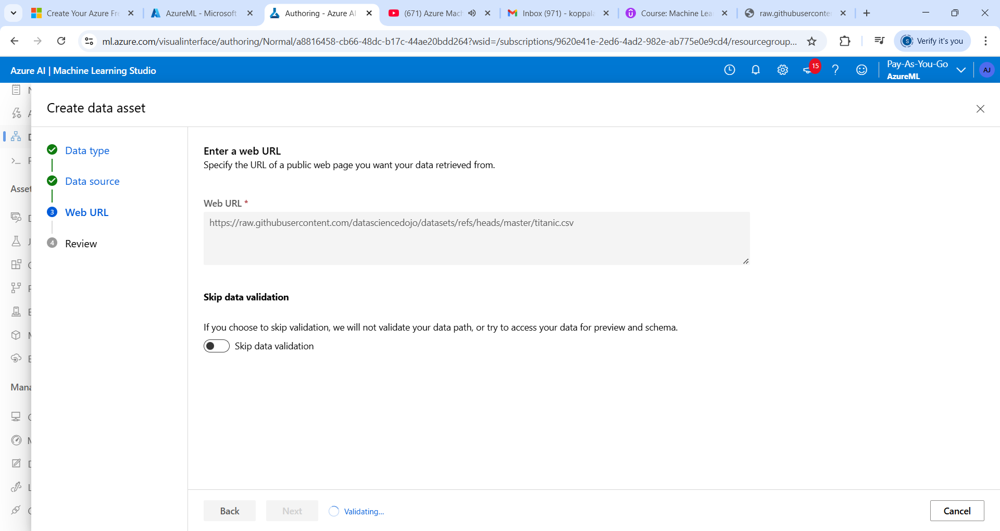 Create Your Azure Fre
AzureML - Microsoft
Authoring - Azure AI
(671) Azure Mach
Inbox (971) - koppala
Course: Machine Lea
raw.githubuserconte
ml.azure.com/visualinterface/authoring/Normal/a8816458-cb66-48dc-b17c-44ae20bdd264?wsid=/subscriptions/9620e41e-2ed6-4ad2-982e-ab775e0e9cd4/resourcegroup...
S
Verify it's you
Azure AI | Machine Learning Studio
15
Pay-As-You-Go
AzureML
AJ
Create data asset
Data type
Data source
3
Web URL
4
Review
Asset
Mana
Enter a web URL
Specify the URL of a public web page you want your data retrieved from.
Web URL *
https://raw.githubusercontent.com/datasciencedojo/datasets/refs/heads/master/titanic.csv
Skip data validation
If you choose to skip validation, we will not validate your data path, or try to access your data for preview and schema.
Skip data validation
Back
Next
Validating...
Cancel